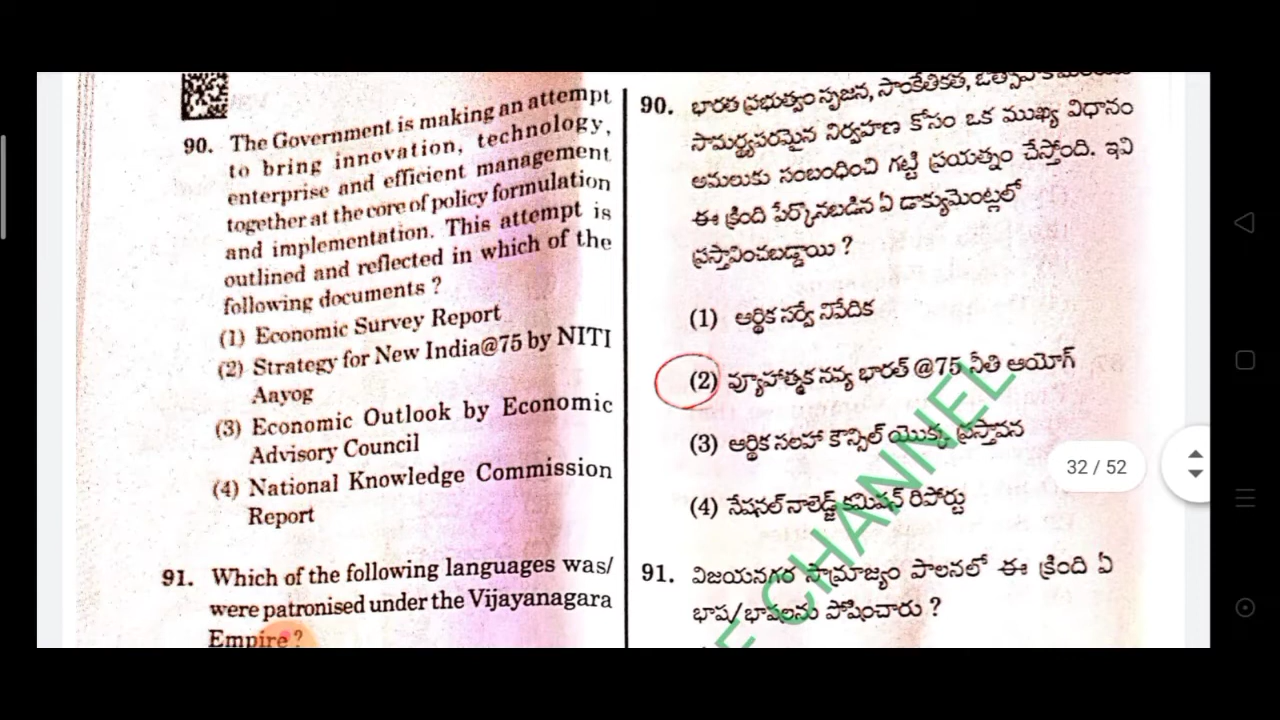 90. The Government is making an attempt
to bring innovation, technology,
enterprise and efficient management
together at the core of policy formulation
and implementation. This attempt is
outlined and reflected in which of the
following documents ?
(1) Economic Survey Report
(2) Strategy for New India@75 by NITI
Aayog
(3) Economic Outlook by Economic
Advisory Council
(4) National Knowledge Commission
Report
91. Which of the following languages was/
were patronised under the Vijayanagara
Empire ?
90. భారత ప్రభుత్వం సృజన, సాంకేతికత,
సామర్థ్యపరమైన నిర్వహణ కోసం ఒక ముఖ్య విధానం
అమలుకు సంబంధించి గట్టి ప్రయత్నం చేస్తోంది. ఇవి
ఈ క్రింది పేర్కొనబడిన ఏ డాక్యుమెంట్లలో
ప్రస్తావించబడ్డాయి ?
(1) ఆర్థిక సర్వే నివేదిక
(2) వ్యూహాత్మక నవ్య భారత్ @75 నీతి ఆయోగ్
(3) ఆర్థిక సలహా కౌన్సిల్ యొక్క ప్రస్తావన
(4) నేషనల్ నాలెడ్జ్ కమిషన్ రిపోర్టు
91. విజయనగర సామ్రాజ్యం పాలనలో ఈ క్రింది ఏ
భాష/భాషలను పోషించారు ?
CHANNEL
32 / 52